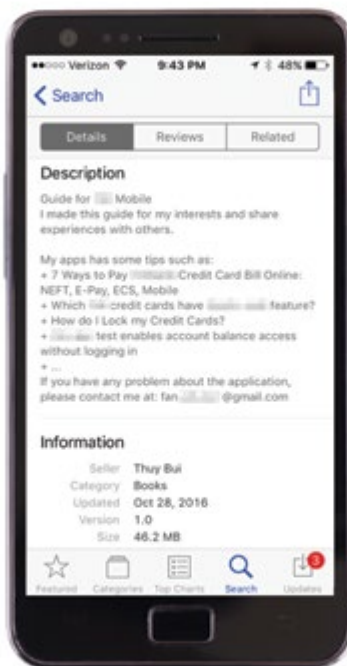 Verizon 9:43 PM 48%
Search
Details Reviews Related
Description
Guide for Mobile
I made this guide for my interests and share
experiences with others.
My apps has some tips such as:
+ 7 Ways to Pay Credit Card Bill Online:
NEFT, E-Pay, ECS, Mobile
+ Which credit cards have feature?
+ How do I Lock my Credit Cards?
+ test enables account balance access
without logging in
+ ...
If you have any problem about the application,
please contact me at: fan @gmail.com
Information
Seller Thuy Bui
Category Books
Updated Oct 28, 2016
Version 1.0
Size 46.2 MB
3
Featured Categories Top Charts Search Updates